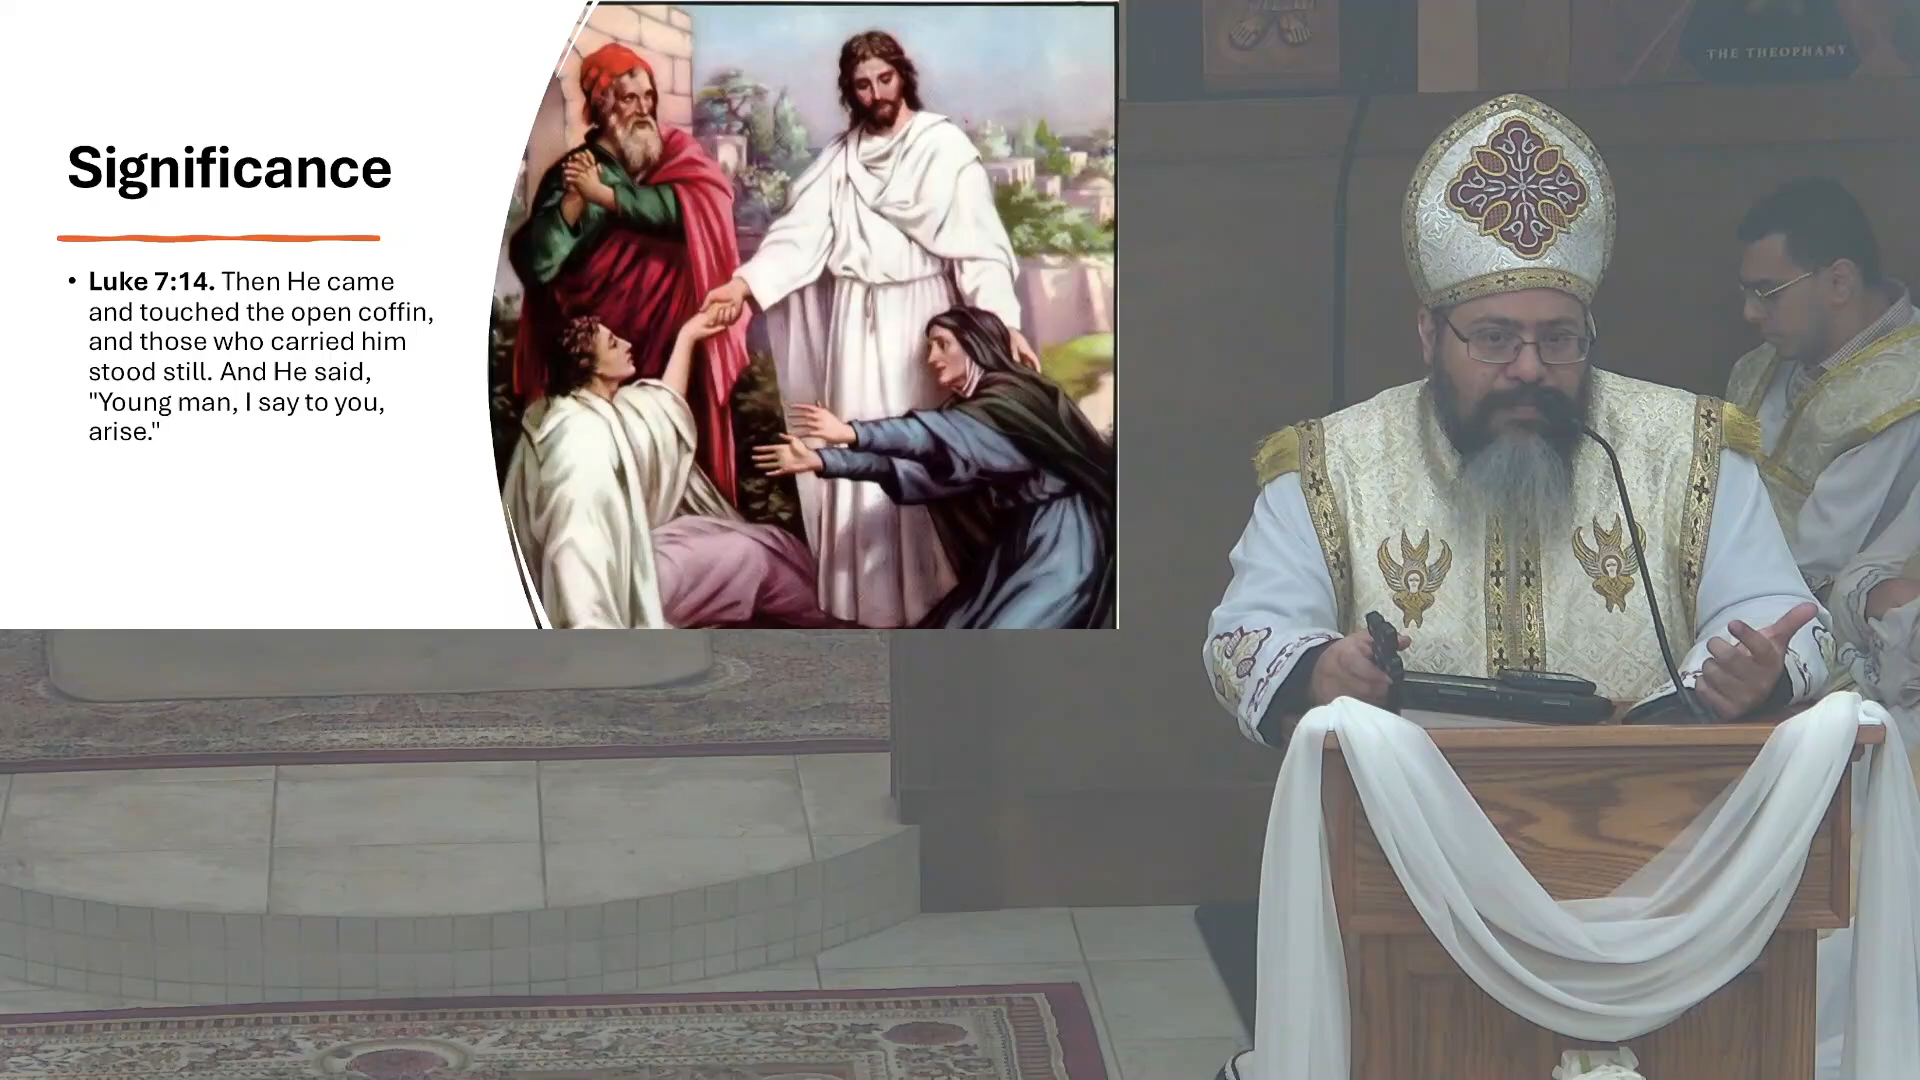 Significance
• Luke 7:14. Then He came
and touched the open coffin,
and those who carried him
stood still. And He said,
"Young man, I say to you,
arise."
THE THEOPHANY